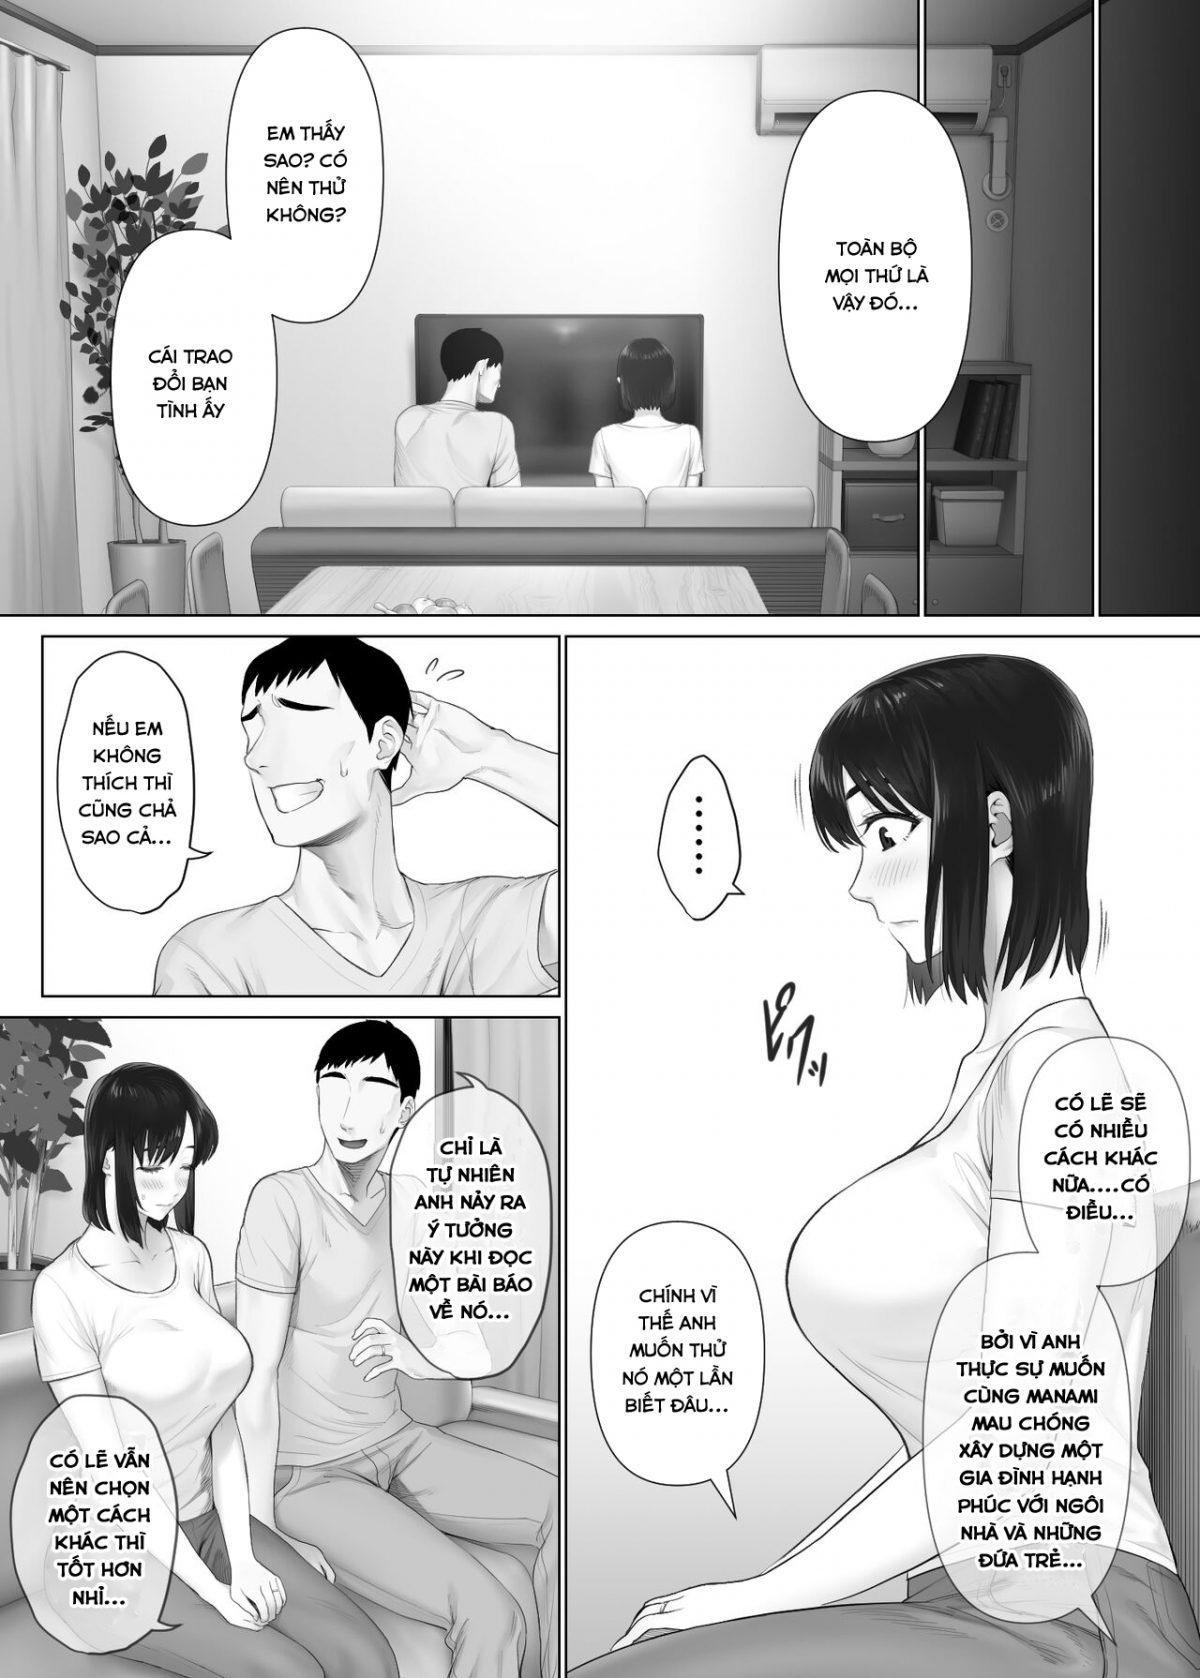 TOÀN BỘ
MỌI THỨ LÀ
VẬY ĐÓ...
EM THẤY
SAO? CÓ
NÊN THỬ
KHÔNG?
CÁI TRAO
ĐỔI BẠN
TÌNH ẤY
......
ピクッ
CÓ LẼ SẼ
CÓ NHIỀU
CÁCH KHÁC
NỮA....CÓ
ĐIỀU...
BỞI VÌ ANH
THỰC SỰ MUỐN
CÙNG MANAMI
MAU CHÓNG
XÂY DỰNG MỘT
GIA ĐÌNH HẠNH
PHÚC VỚI NGÔI
NHÀ VÀ NHỮNG
ĐỨA TRẺ...
CHÍNH VÌ
THẾ ANH
MUỐN THỬ
NÓ MỘT LẦN
BIẾT ĐÂU...
NẾU EM
KHÔNG
THÍCH THÌ
CŨNG CHẢ
SAO CẢ...
CHỈ LÀ
TỰ NHIÊN
ANH NẢY RA
Ý TƯỞNG
NÀY KHI ĐỌC
MỘT BÀI BÁO
VỀ NÓ...
CÓ LẼ VẪN
NÊN CHỌN
MỘT CÁCH
KHÁC THÌ
TỐT HƠN
NHỈ...